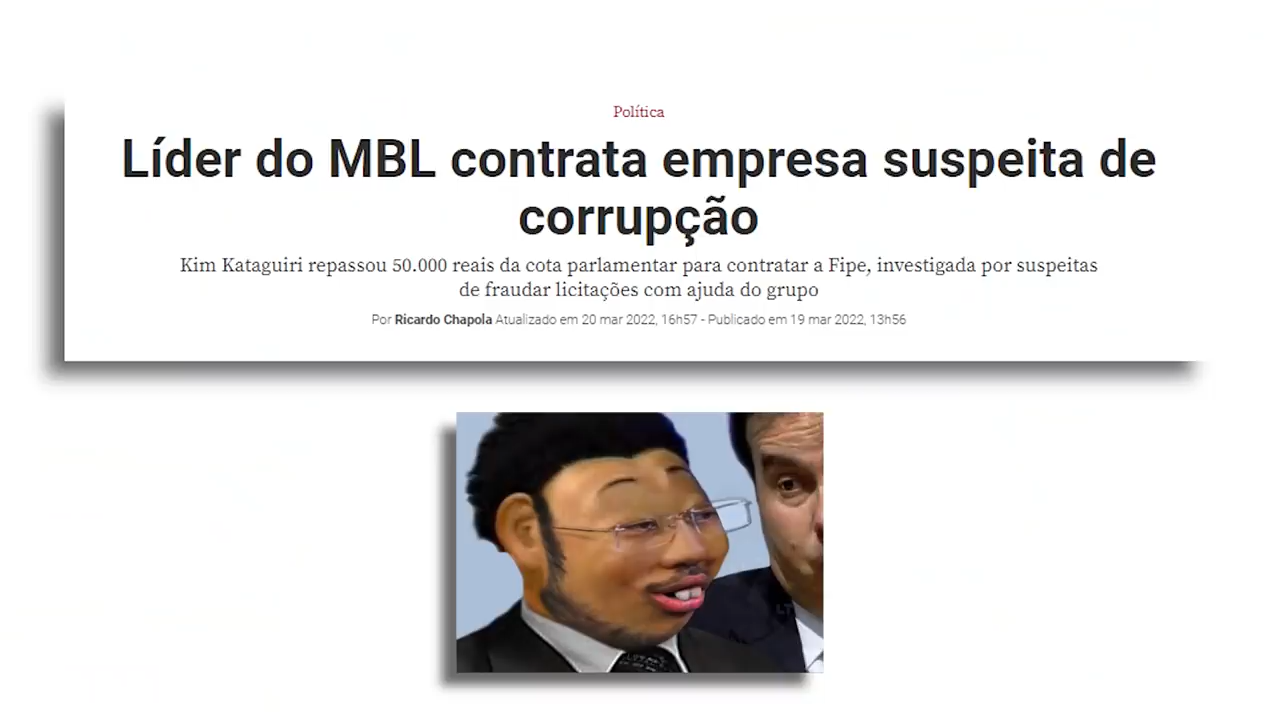 Política
Líder do MBL contrata empresa suspeita de
corrupção
Kim Kataguiri repassou 50.000 reais da cota parlamentar para contratar a Fipe, investigada por suspeitas
de fraudar licitações com ajuda do grupo
Por Ricardo Chapola Atualizado em 20 mar 2022, 16h57 - Publicado em 19 mar 2022, 13h56